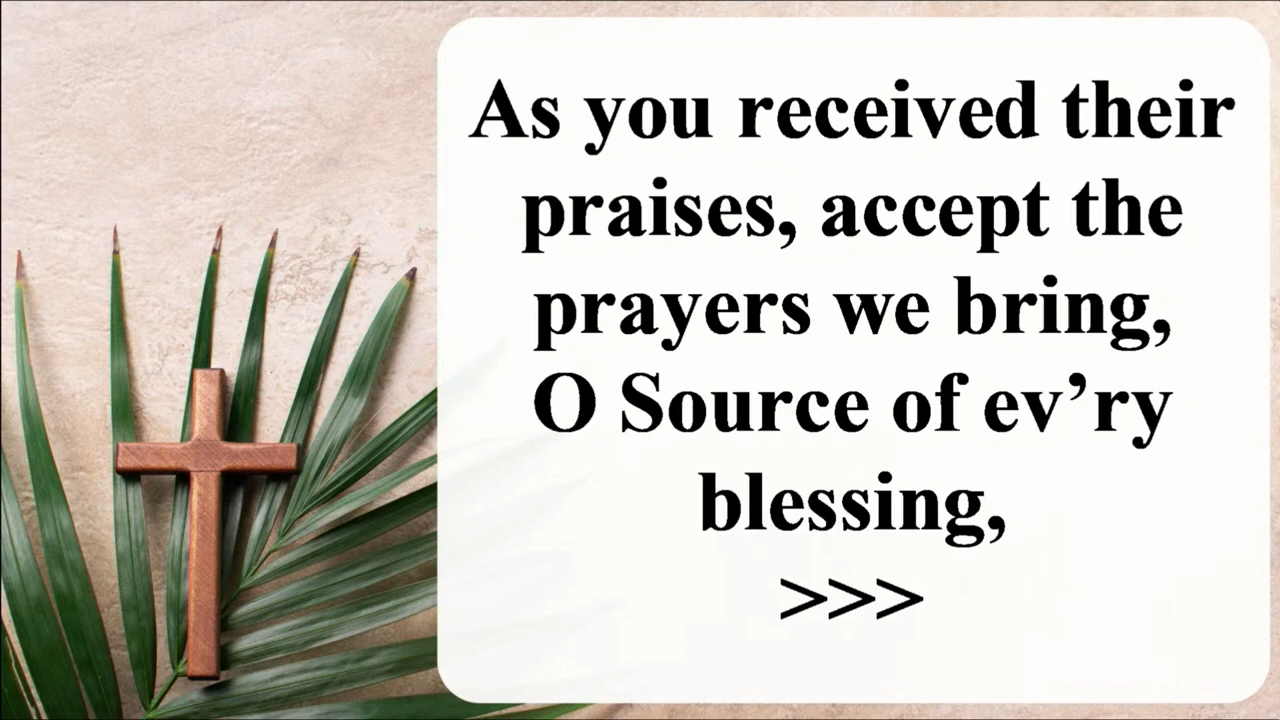 As you received their
praises, accept the
prayers we bring,
O Source of ev’ry
blessing,
>>>